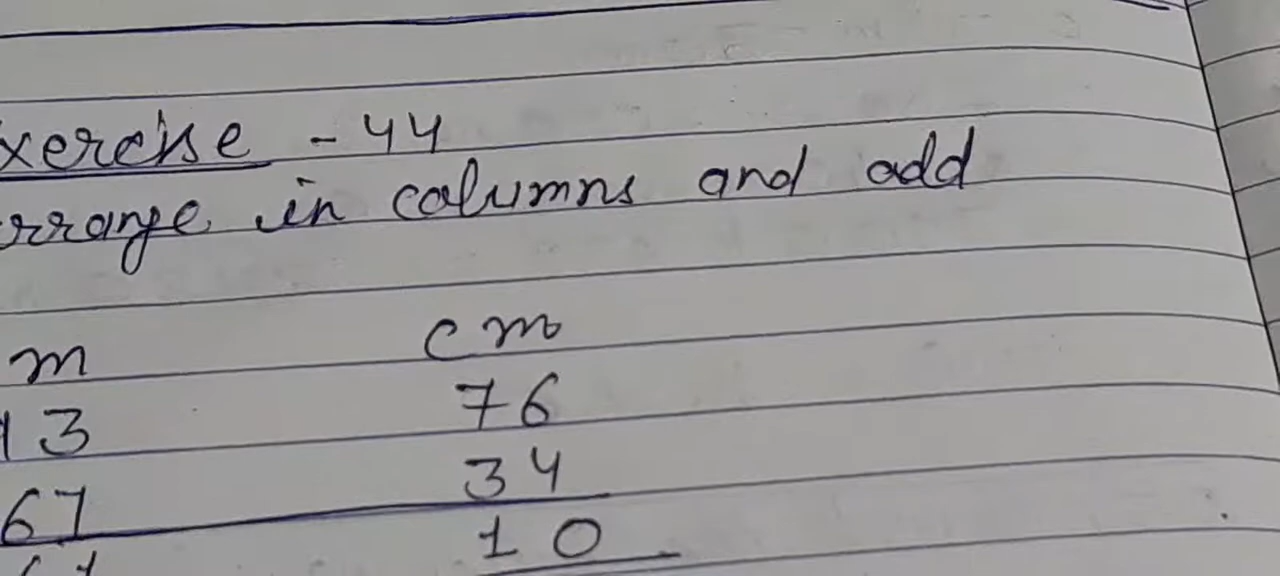 xercise - 44
rrange in columns and add
m cm
13 76
67 34
10